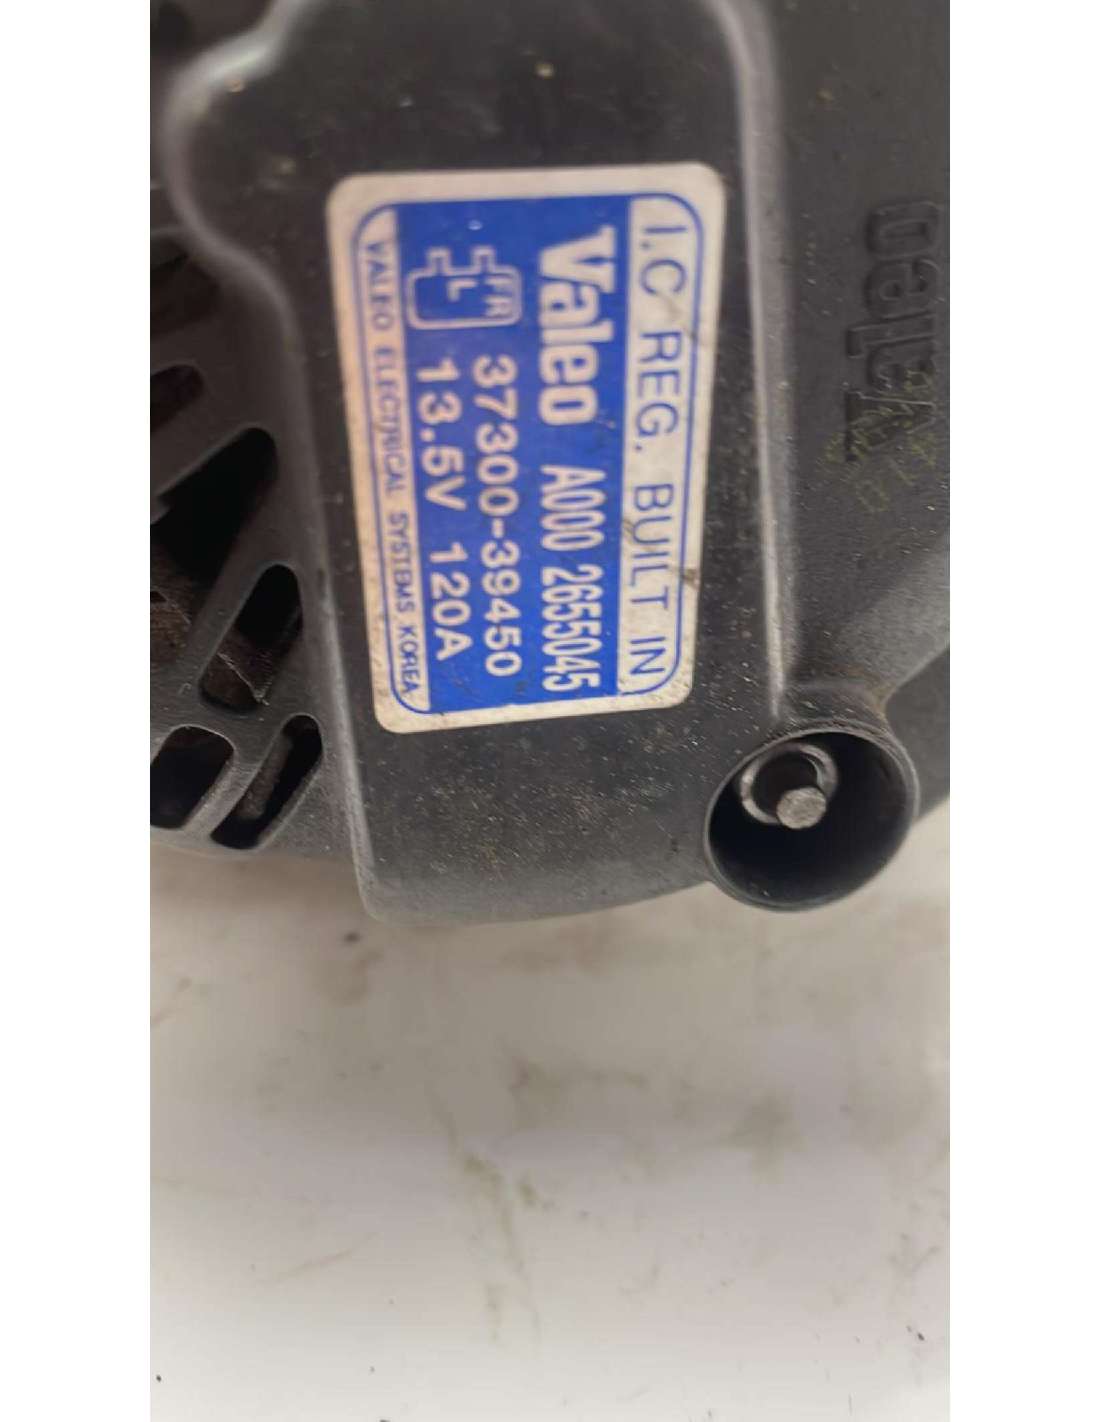 I.C REG. BUILT IN
Valeo A000 2655045
FR
L
37300-39450
13.5V 120A
VALEO ELECTRICAL SYSTEMS KOREA
Valeo